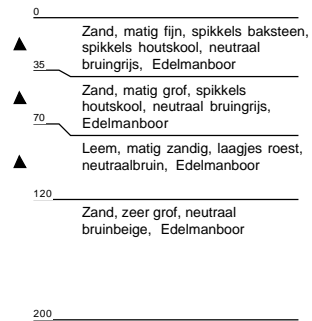 0
Zand, matig fijn, spikkels baksteen,
spikkels houtskool, neutraal
bruingrijs, Edelmanboor
35
Zand, matig grof, spikkels
houtskool, neutraal bruingrijs,
Edelmanboor
70
Leem, matig zandig, laagjes roest,
neutraalbruin, Edelmanboor
120
Zand, zeer grof, neutraal
bruinbeige, Edelmanboor
200